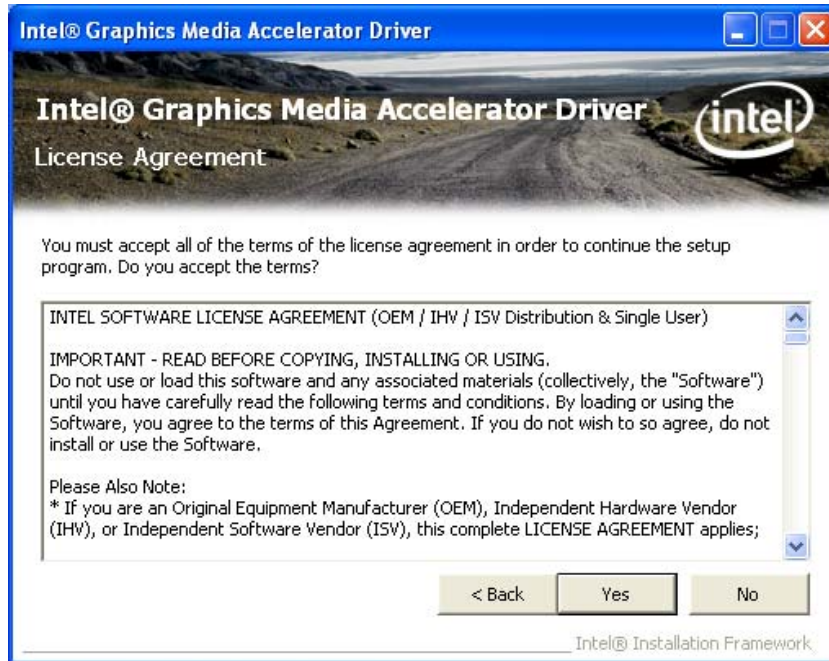 Intel® Graphics Media Accelerator Driver
Intel® Graphics Media Accelerator Driver
intel
License Agreement
You must accept all of the terms of the license agreement in order to continue the setup
program. Do you accept the terms?
INTEL SOFTWARE LICENSE AGREEMENT (OEM / IHV / ISV Distribution & Single User)
IMPORTANT - READ BEFORE COPYING, INSTALLING OR USING.
Do not use or load this software and any associated materials (collectively, the "Software")
until you have carefully read the following terms and conditions. By loading or using the
Software, you agree to the terms of this Agreement. If you do not wish to so agree, do not
install or use the Software.
Please Also Note:
* If you are an Original Equipment Manufacturer (OEM), Independent Hardware Vendor
(IHV), or Independent Software Vendor (ISV), this complete LICENSE AGREEMENT applies;
< Back
Yes
No
Intel® Installation Framework